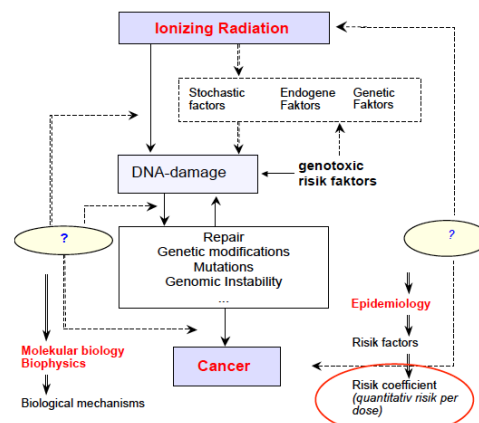 Ionizing Radiation
Stochastic Endogene Genetic
factors Faktors Faktors
genotoxic
risik faktors
DNA-damage
?
?
Repair
Genetic modifications
Mutations
Genomic Instability
...
Epidemiology
Molekular biology
Biophysics
Risik factors
Cancer
Biological mechanisms
Risik coefficient
(quantitativ risik per
dose)